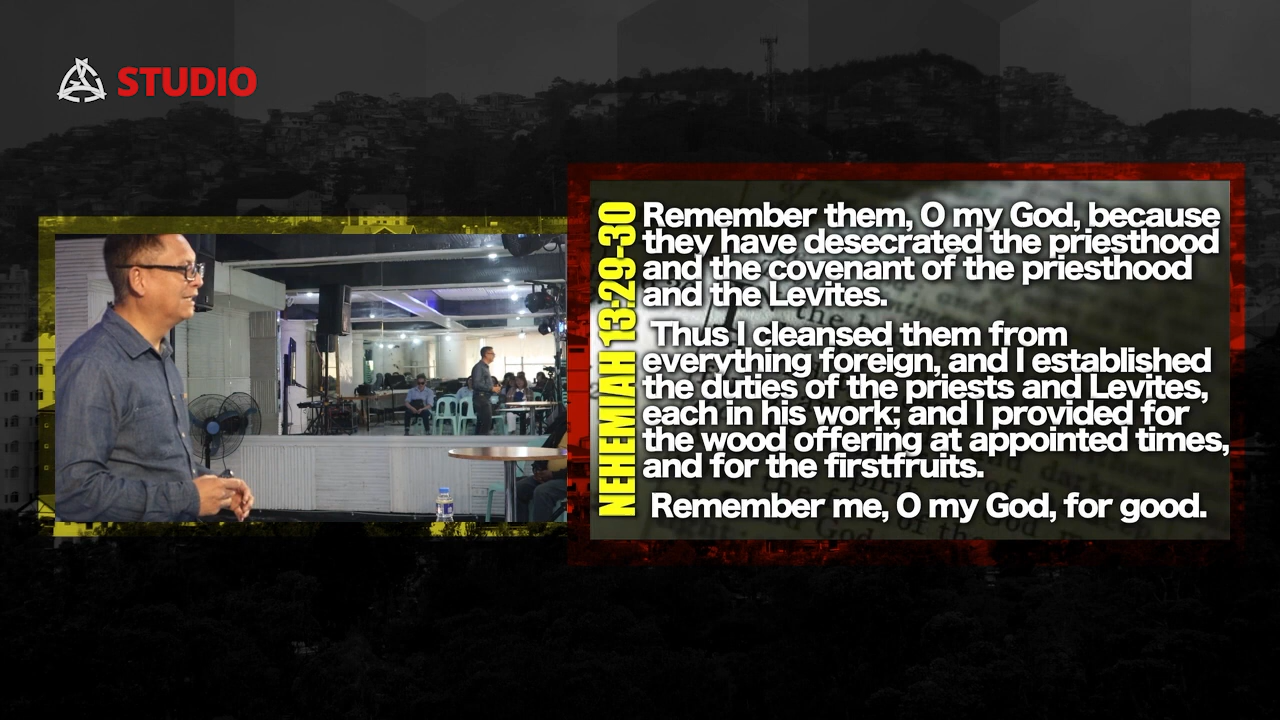 STUDIO
NEHEMIAH 13:29-30
Remember them, O my God, because
they have desecrated the priesthood
and the covenant of the priesthood
and the Levites.
Thus I cleansed them from
everything foreign, and I established
the duties of the priests and Levites,
each in his work; and I provided for
the wood offering at appointed times,
and for the firstfruits.
Remember me, O my God, for good.